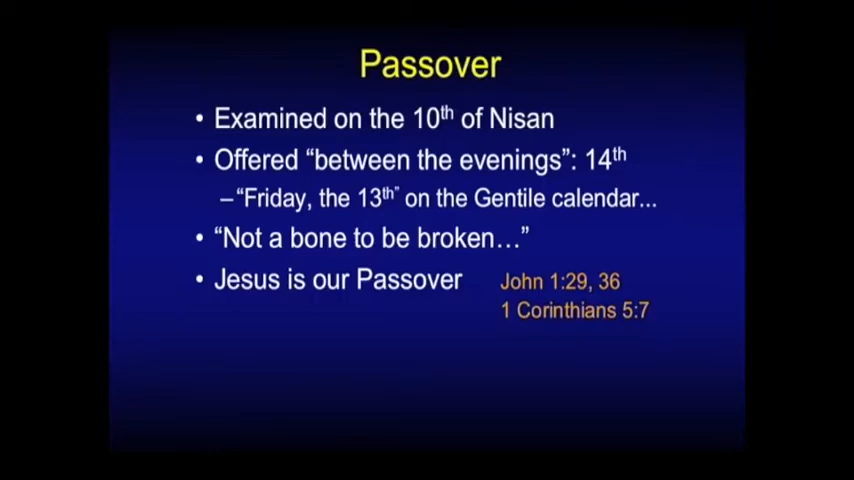 Passover
• Examined on the 10th of Nisan
• Offered “between the evenings”: 14th
–“Friday, the 13th” on the Gentile calendar...
• “Not a bone to be broken…”
• Jesus is our Passover John 1:29, 36
1 Corinthians 5:7